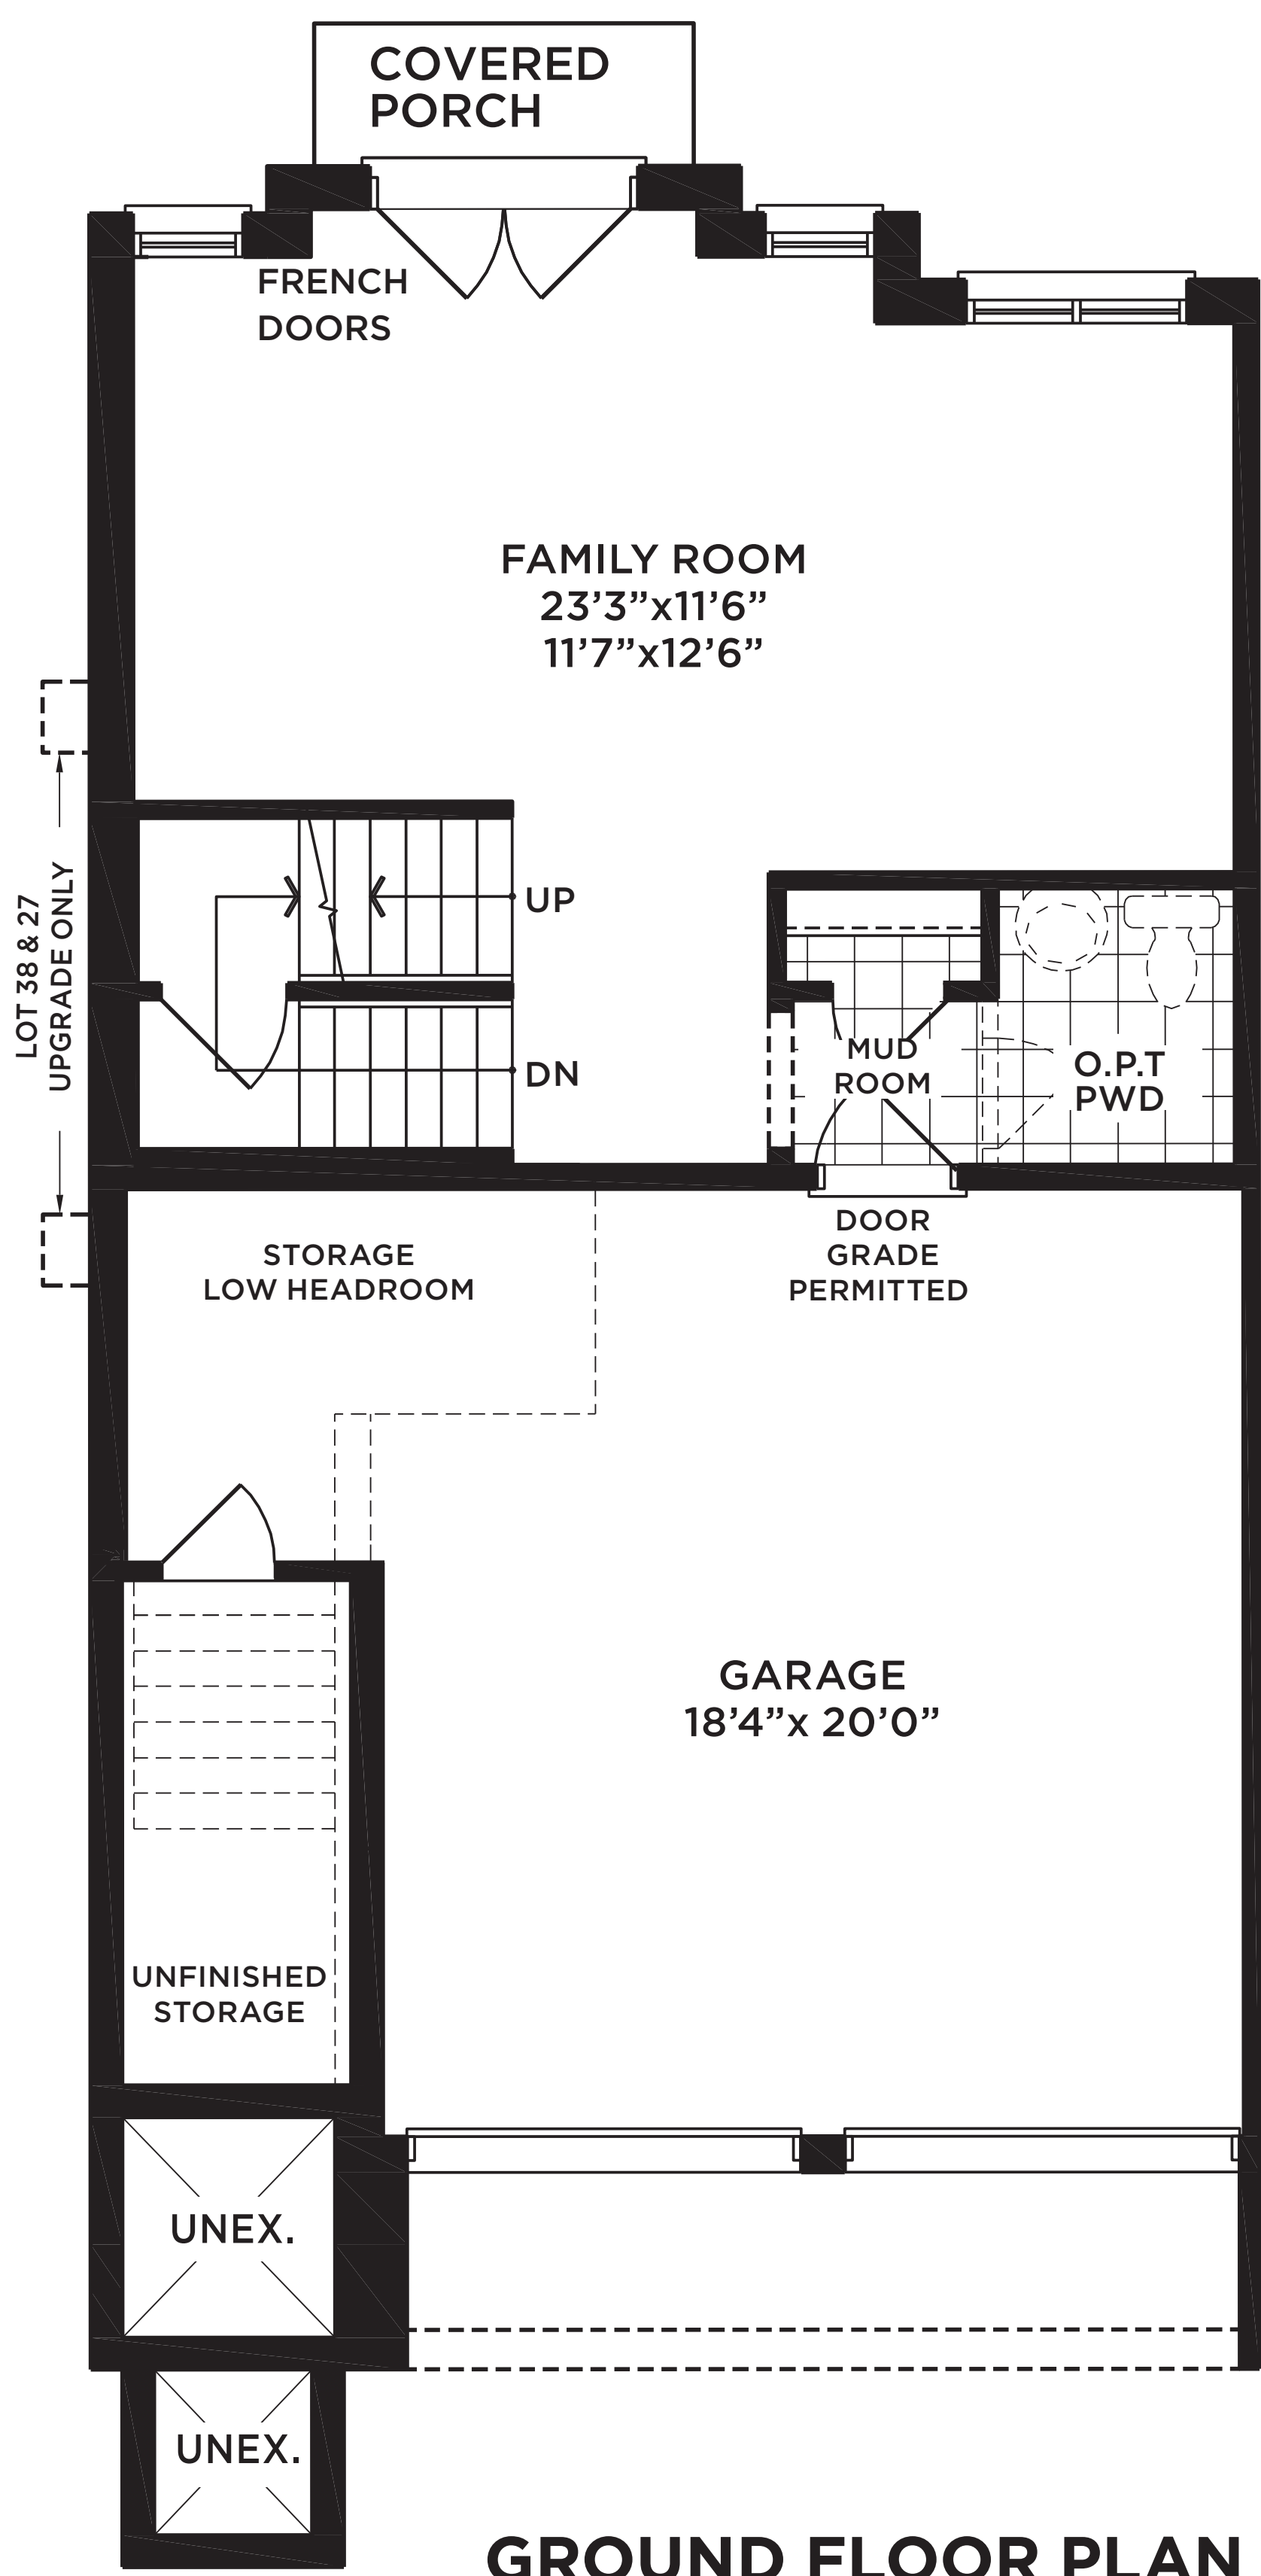 COVERED
PORCH
FRENCH
DOORS
FAMILY ROOM
23’3”x11’6”
11’7”x12’6”
LOT 38 & 27
UPGRADE ONLY
UP
DN
MUD
ROOM
O.P.T
PWD
STORAGE
LOW HEADROOM
DOOR
GRADE
PERMITTED
GARAGE
18’4”x 20’0”
UNFINISHED
STORAGE
UNEX.
UNEX.
GROUND FLOOR PLAN